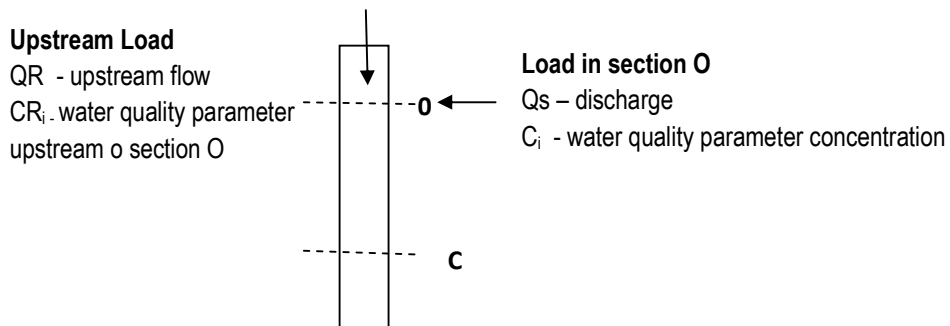 Upstream Load
QR - upstream flow
CRi - water quality parameter
upstream o section O
Load in section O
Qs – discharge
Ci - water quality parameter concentration
0
C